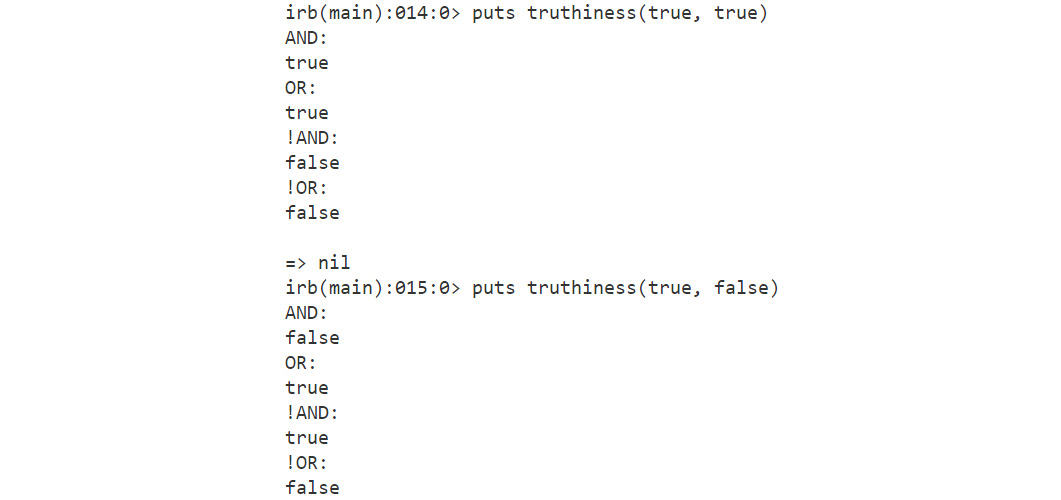 irb(main):014:0> puts truthiness(true, true)
AND:
true
OR:
true
!AND:
false
!OR:
false
=> nil
irb(main):015:0> puts truthiness(true, false)
AND:
false
OR:
true
!AND:
true
!OR:
false